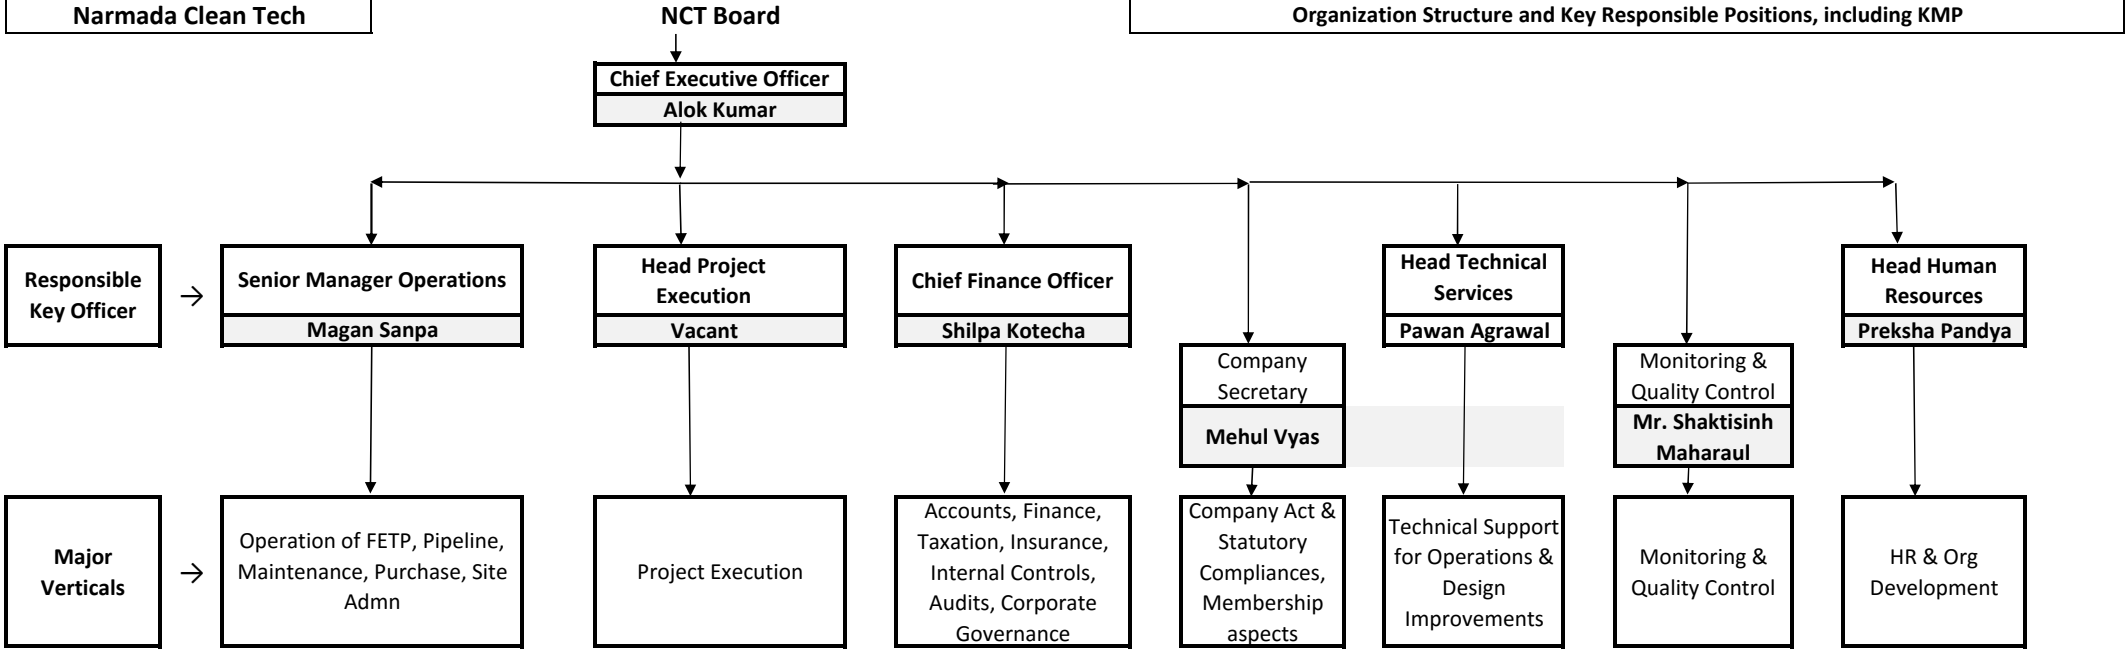 Narmada Clean Tech
NCT Board
Organization Structure and Key Responsible Positions, including KMP
Chief Executive Officer
Alok Kumar
Responsible
Key Officer
→
Senior Manager Operations
Magan Sanpa
Head Project
Execution
Vacant
Chief Finance Officer
Shilpa Kotecha
Company
Secretary
Mehul Vyas
Head Technical
Services
Pawan Agrawal
Monitoring &
Quality Control
Mr. Shaktisinh
Maharaul
Head Human
Resources
Preksha Pandya
Major
Verticals
→
Operation of FETP, Pipeline,
Maintenance, Purchase, Site
Admn
Project Execution
Accounts, Finance,
Taxation, Insurance,
Internal Controls,
Audits, Corporate
Governance
Company Act &
Statutory
Compliances,
Membership
aspects
Technical Support
for Operations &
Design
Improvements
Monitoring &
Quality Control
HR & Org
Development